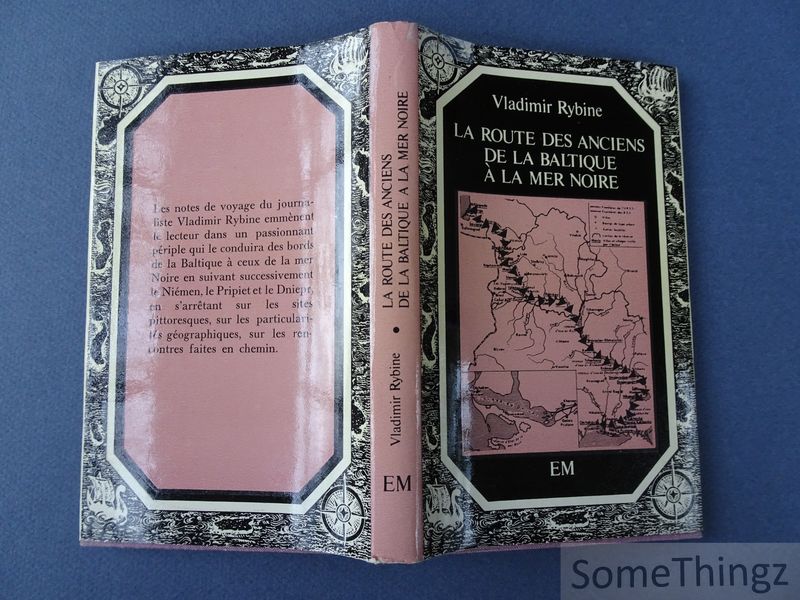 Les notes de voyage du journa-
liste Vladimir Rybine emmènent
le lecteur dans un passionnant
périple qui le conduira des bords
de la Baltique à ceux de la mer
Noire en suivant successivement
le Niémen, le Pripiet et le Dniepr,
en s'arrêtant sur les sites
pittoresques, sur les particulari-
tés géographiques, sur les ren-
contres faites en chemin.
LA ROUTE DES ANCIENS
DE LA BALTIQUE A LA MER NOIRE
•
Vladimir Rybine
EM
Vladimir Rybine
LA ROUTE DES ANCIENS
DE LA BALTIQUE
À LA MER NOIRE
EM
SomeThingz